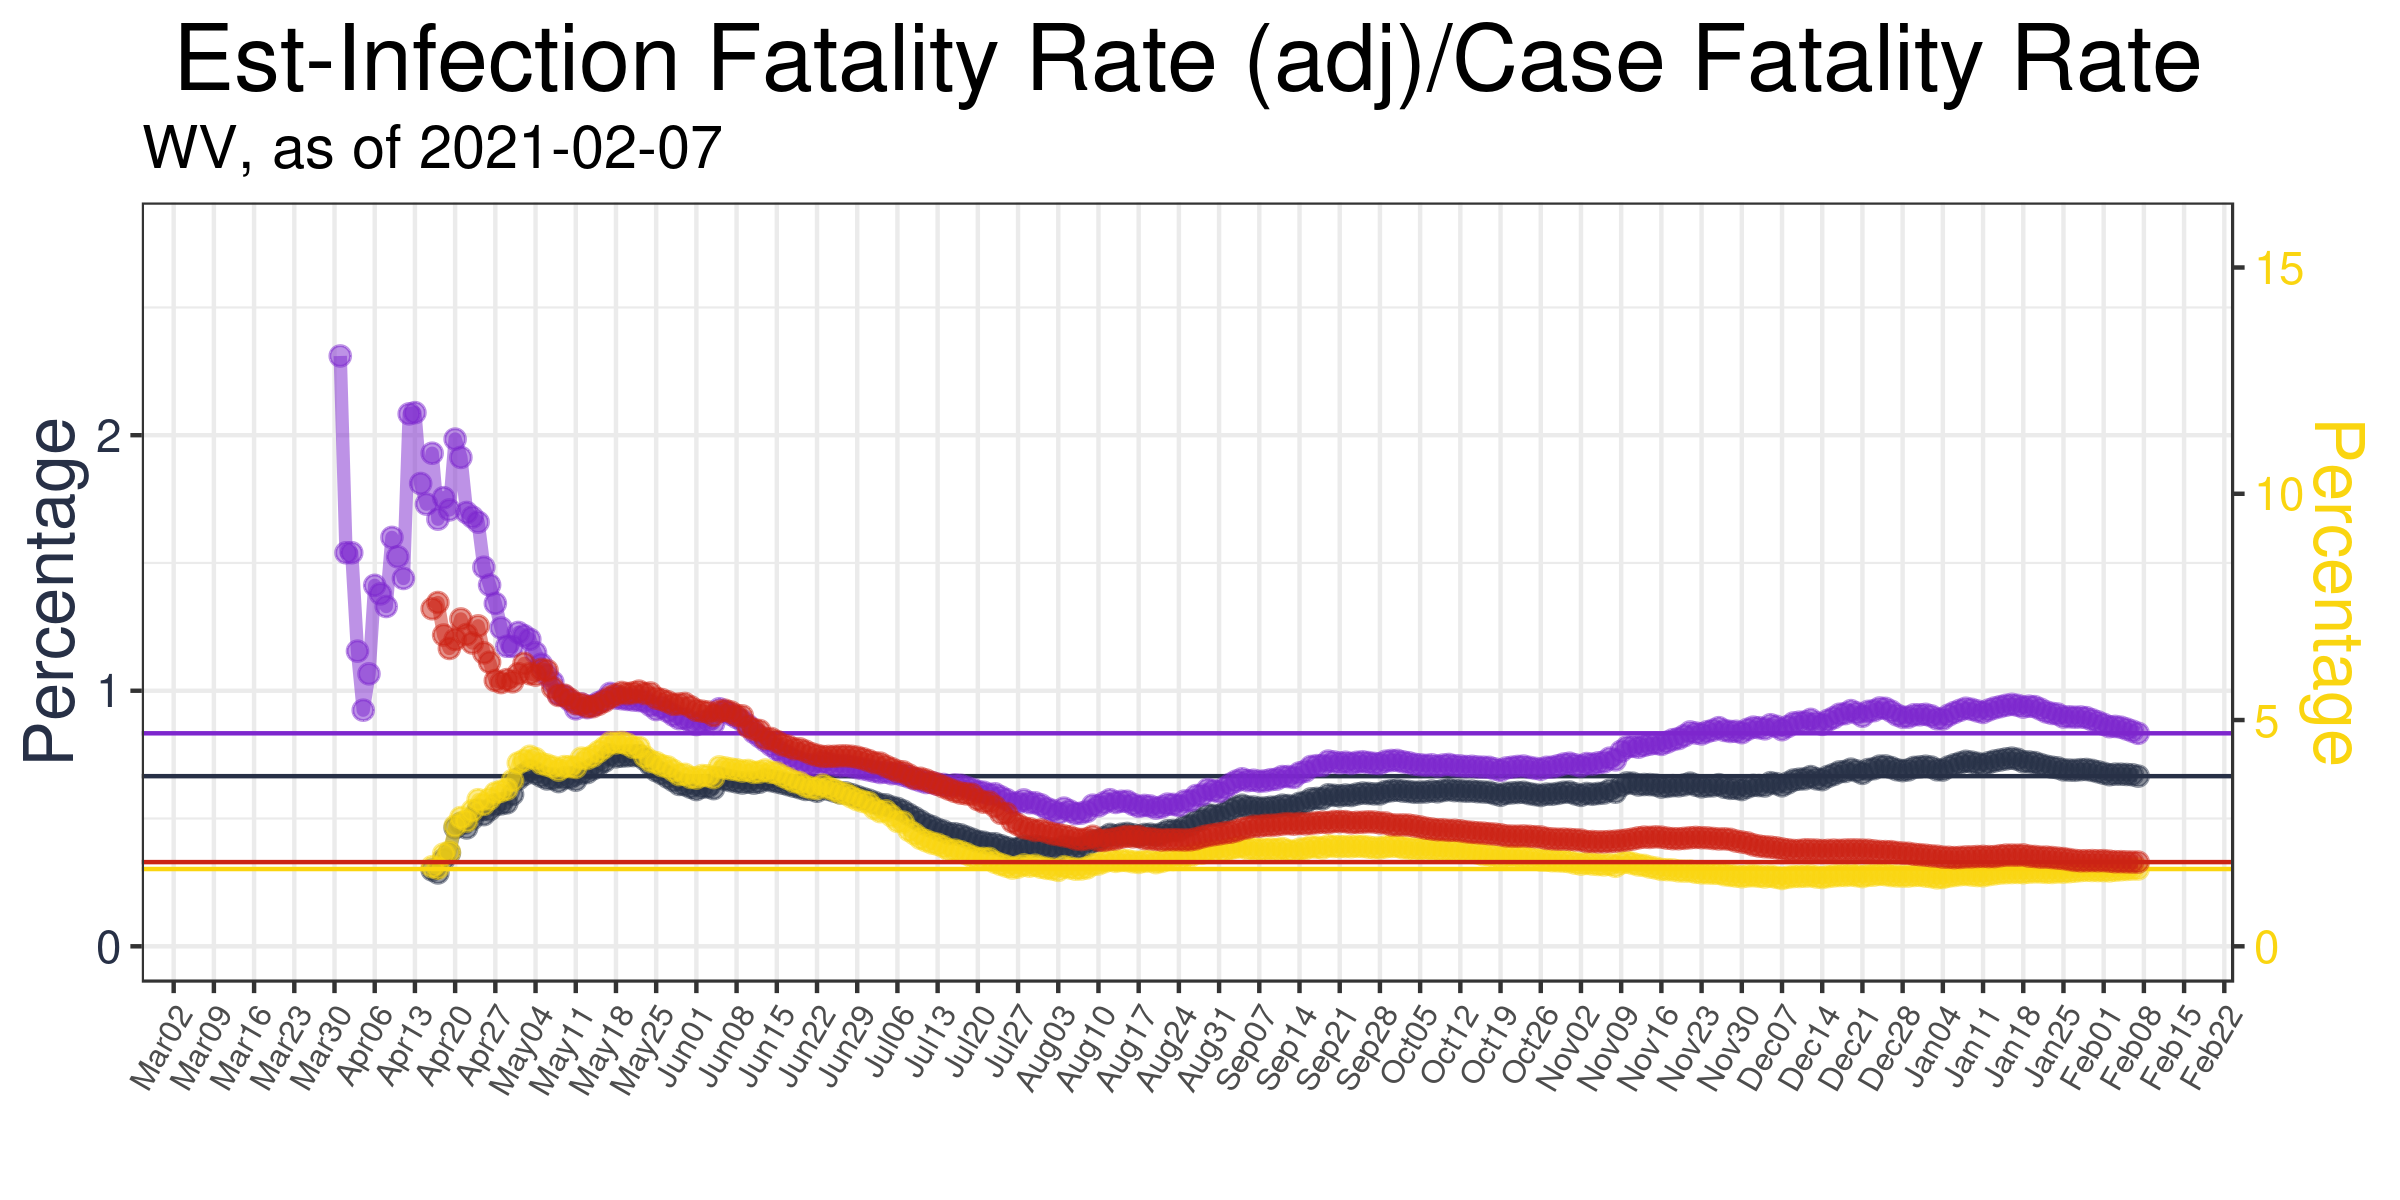 Est-Infection Fatality Rate (adj)/Case Fatality Rate
WV, as of 2021-02-07
Percentage
2
1
0
15
10
5
0
Percentage
Mar02
Mar09
Mar16
Mar23
Mar30
Apr06
Apr13
Apr20
Apr27
May04
May11
May18
May25
Jun01
Jun08
Jun15
Jun22
Jun29
Jul06
Jul13
Jul20
Jul27
Aug03
Aug10
Aug17
Aug24
Aug31
Sep07
Sep14
Sep21
Sep28
Oct05
Oct12
Oct19
Oct26
Nov02
Nov09
Nov16
Nov23
Nov30
Dec07
Dec14
Dec21
Dec28
Jan04
Jan11
Jan18
Jan25
Feb01
Feb08
Feb15
Feb22